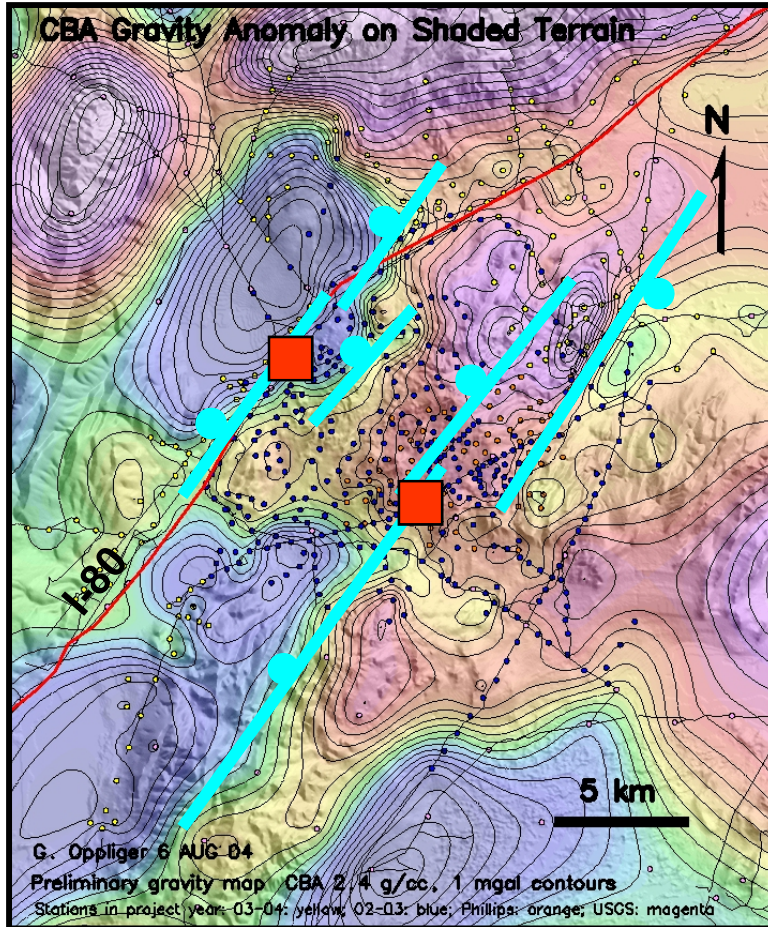 CBA Gravity Anomaly on Shaded Terrain
N
I-80
5 km
G. Oppliger 6 AUG 04
Preliminary gravity map CBA 2.4 g/cc, 1 mgal contours
Stations in project year: 03-04: yellow; 02-03: blue; Phillips: orange; USGS: magenta